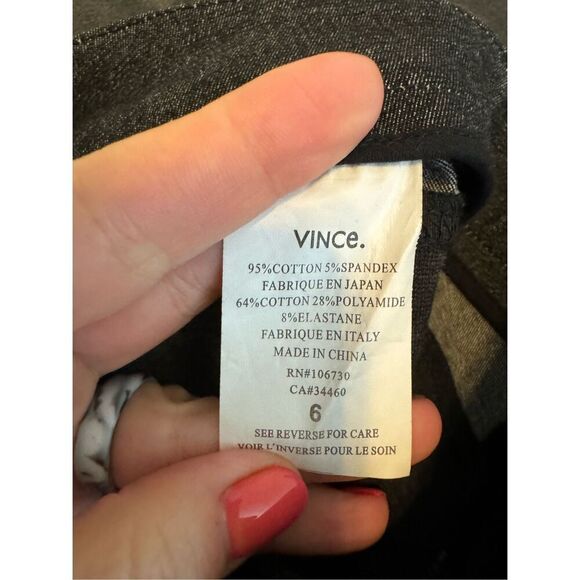 VINCe.
95%COTTON 5%SPANDEX
FABRIQUE EN JAPAN
64%COTTON 28%POLYAMIDE
8%ELASTANE
FABRIQUE EN ITALY
MADE IN CHINA
RN#106730
CA#34460
6
SEE REVERSE FOR CARE
VOIR L'INVERSE POUR LE SOIN